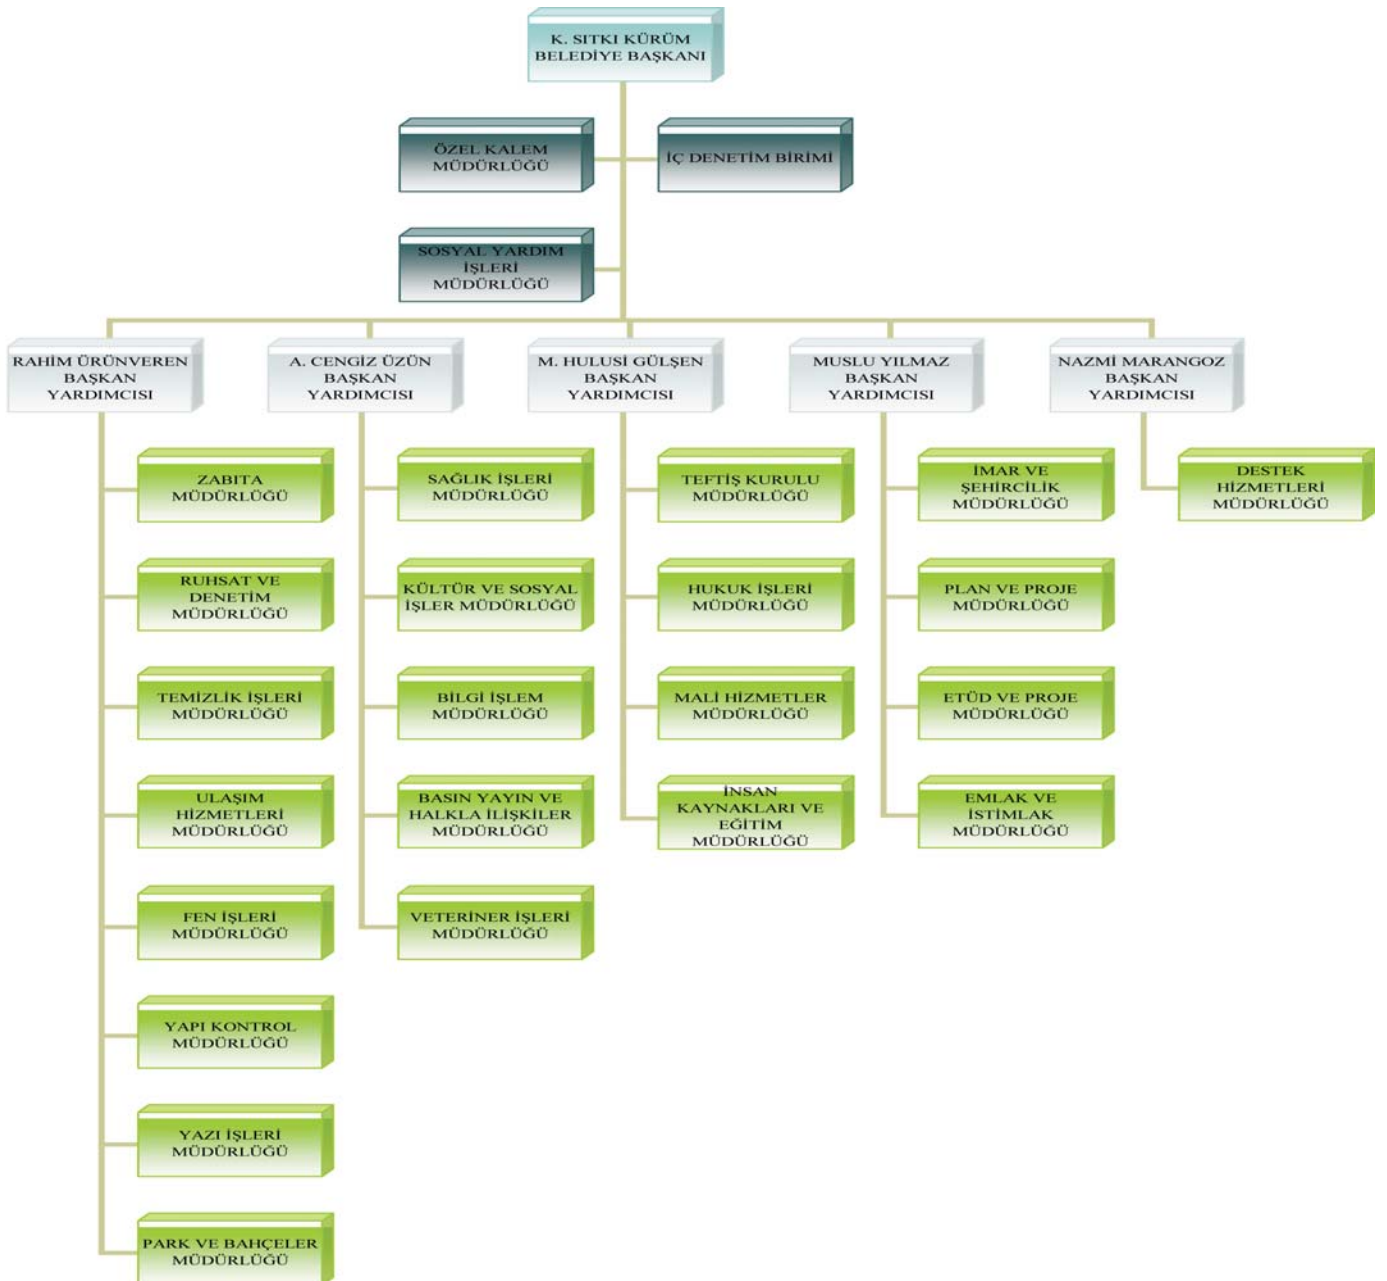 K. SITKI KÜRÜM
BELEDİYE BAŞKANI
ÖZEL KALEM
MÜDÜRLÜĞÜ
İÇ DENETİM BİRİMİ
SOSYAL YARDIM
İŞLERİ
MÜDÜRLÜĞÜ
RAHİM ÜRÜNVEREN
BAŞKAN
YARDIMCISI
A. CENGİZ ÜZÜN
BAŞKAN
YARDIMCISI
M. HULUSİ GÜLŞEN
BAŞKAN
YARDIMCISI
MUSLU YILMAZ
BAŞKAN
YARDIMCISI
NAZMİ MARANGOZ
BAŞKAN
YARDIMCISI
ZABITA
MÜDÜRLÜĞÜ
RUHSAT VE
DENETİM
MÜDÜRLÜĞÜ
TEMİZLİK İŞLERİ
MÜDÜRLÜĞÜ
ULAŞIM
HİZMETLERİ
MÜDÜRLÜĞÜ
FEN İŞLERİ
MÜDÜRLÜĞÜ
YAPI KONTROL
MÜDÜRLÜĞÜ
YAZI İŞLERİ
MÜDÜRLÜĞÜ
PARK VE BAHÇELER
MÜDÜRLÜĞÜ
SAĞLIK İŞLERİ
MÜDÜRLÜĞÜ
KÜLTÜR VE SOSYAL
İŞLER MÜDÜRLÜĞÜ
BİLGİ İŞLEM
MÜDÜRLÜĞÜ
BASIN YAYIN VE
HALKLA İLİŞKİLER
MÜDÜRLÜĞÜ
VETERİNER İŞLERİ
MÜDÜRLÜĞÜ
TEFTİŞ KURULU
MÜDÜRLÜĞÜ
HUKUK İŞLERİ
MÜDÜRLÜĞÜ
MALİ HİZMETLER
MÜDÜRLÜĞÜ
İNSAN
KAYNAKLARI VE
EĞİTİM
MÜDÜRLÜĞÜ
İMAR VE
ŞEHİRCİLİK
MÜDÜRLÜĞÜ
PLAN VE PROJE
MÜDÜRLÜĞÜ
ETÜD VE PROJE
MÜDÜRLÜĞÜ
EMLAK VE
İSTİMLAK
MÜDÜRLÜĞÜ
DESTEK
HİZMETLERİ
MÜDÜRLÜĞÜ